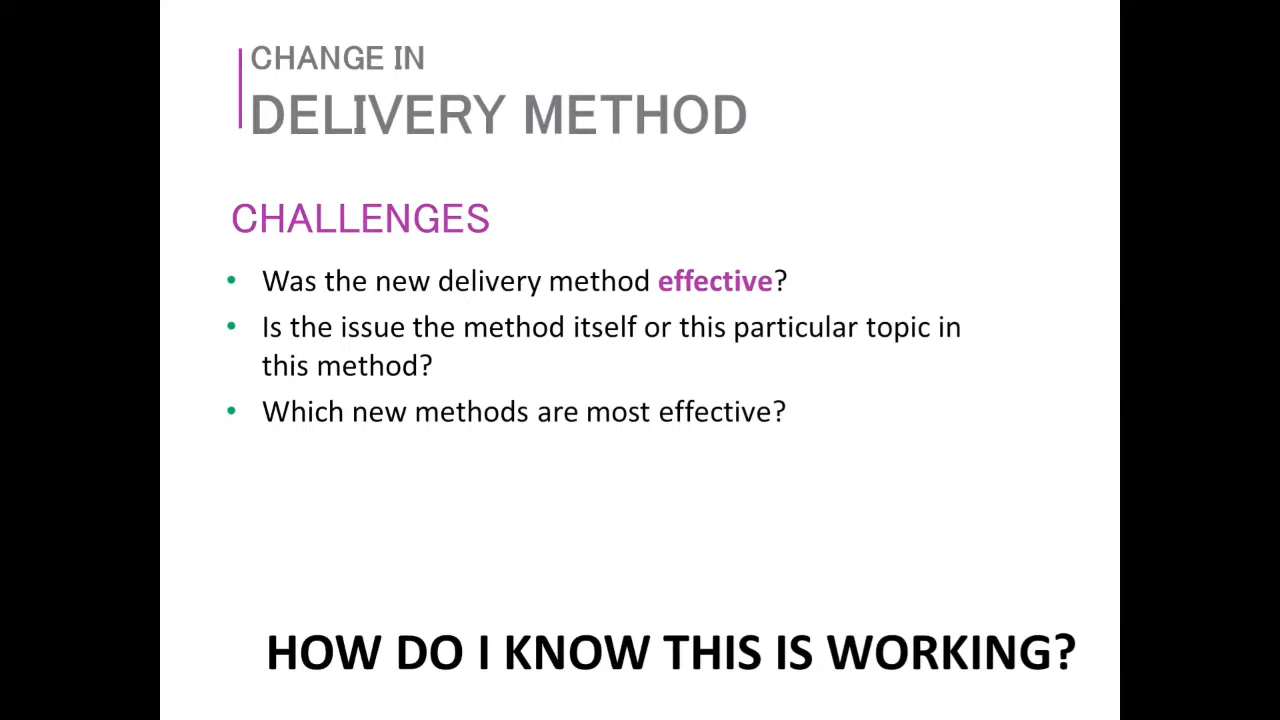 CHANGE IN
DELIVERY METHOD
CHALLENGES
• Was the new delivery method effective?
• Is the issue the method itself or this particular topic in
this method?
• Which new methods are most effective?
HOW DO I KNOW THIS IS WORKING?